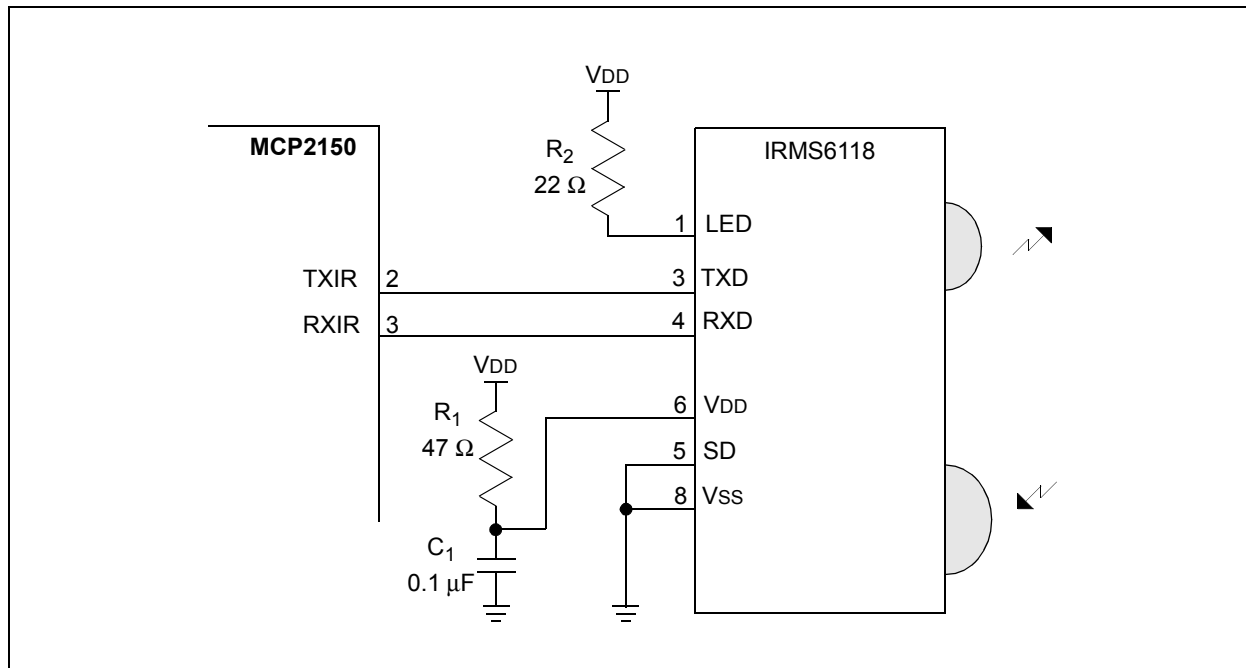 VDD
MCP2150
R2
22 Ω
IRMS6118
1 LED
TXIR 2
3 TXD
RXIR 3
4 RXD
VDD
R1
47 Ω
6 VDD
5 SD
8 VSS
C1
0.1 μF